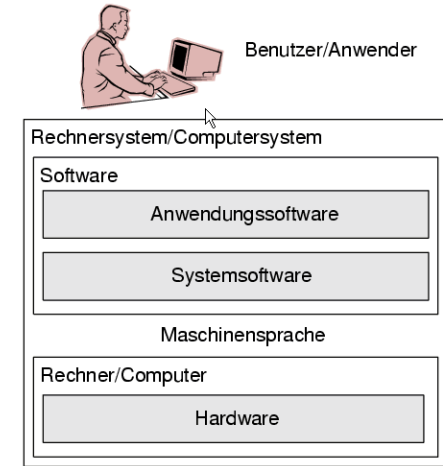 Benutzer/Anwender
Rechnersystem/Computersystem
Software
Anwendungssoftware
Systemsoftware
Maschinensprache
Rechner/Computer
Hardware